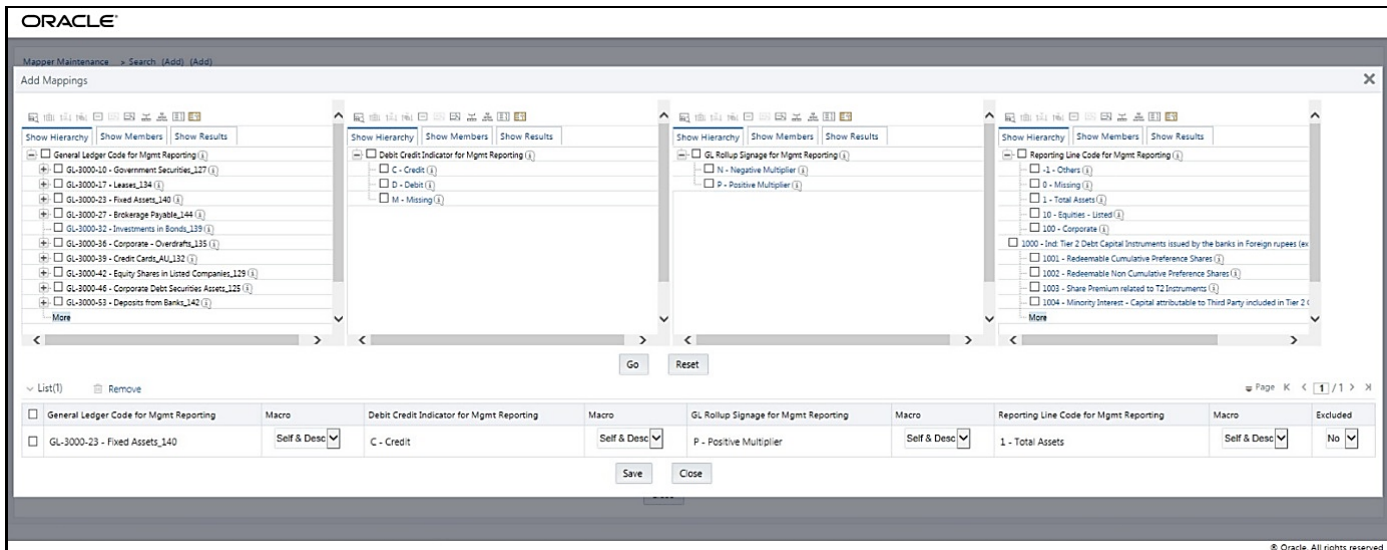 ORACLE
Mapper Maintenance > Search (Add) (Add)
Add Mappings
Show Hierarchy Show Members Show Results
General Ledger Code for Mgmt Reporting
GL-3000-10 - Government Securities_127
GL-3000-17 - Leases_134
GL-3000-23 - Fixed Assets_140
GL-3000-27 - Brokerage Payable_144
GL-3000-32 - Investments in Bonds_139
GL-3000-36 - Corporate - Overdrafts_135
GL-3000-39 - Credit Cards_AU_132
GL-3000-42 - Equity Shares in Listed Companies_129
GL-3000-46 - Corporate Debt Securities Assets_125
GL-3000-53 - Deposits from Banks_142
More
Show Hierarchy Show Members Show Results
Debit Credit Indicator for Mgmt Reporting
C - Credit
D - Debit
M - Missing
Show Hierarchy Show Members Show Results
GL Rollup Signage for Mgmt Reporting
N - Negative Multiplier
P - Positive Multiplier
Show Hierarchy Show Members Show Results
Reporting Line Code for Mgmt Reporting
-1 - Others
0 - Missing
1 - Total Assets
10 - Equities - Listed
100 - Corporate
1000 - Ind: Tier 2 Debt Capital Instruments issued by the banks in Foreign rupees (ex
1001 - Redeemable Cumulative Preference Shares
1002 - Redeemable Non Cumulative Preference Shares
1003 - Share Premium related to T2 Instruments
1004 - Minority Interest - Capital attributable to Third Party included in Tier 2 (
More
Go Reset
List(1) Remove Page 1 / 1
General Ledger Code for Mgmt Reporting Macro Debit Credit Indicator for Mgmt Reporting Macro GL Rollup Signage for Mgmt Reporting Macro Reporting Line Code for Mgmt Reporting Macro Excluded
GL-3000-23 - Fixed Assets_140 Self & Desc C - Credit Self & Desc P - Positive Multiplier Self & Desc 1 - Total Assets Self & Desc No
Save Close
© Oracle. All rights reserved